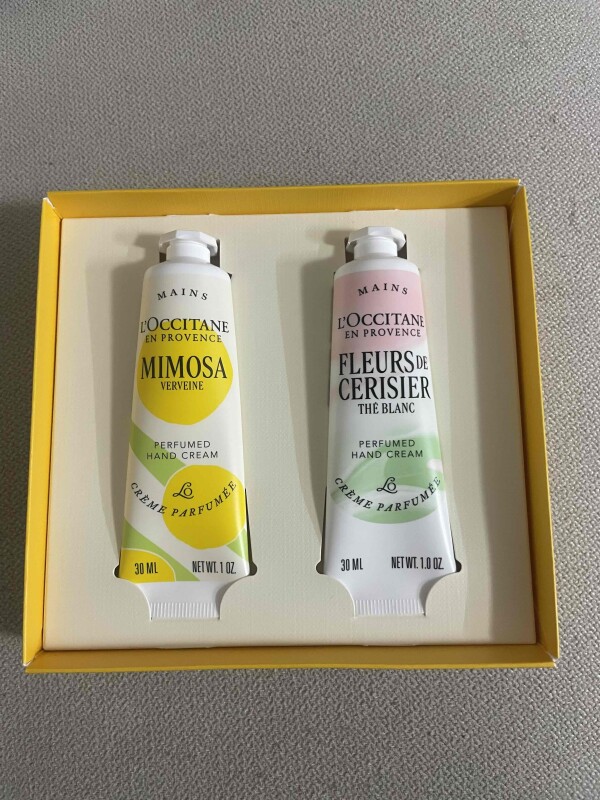 MAINS
L'OCCITANE
EN PROVENCE
MIMOSA
VERVEINE
PERFUMED
HAND CREAM
LO
CRÈME PARFUMÉE
30 ML NET WT. 1 OZ.
MAINS
L'OCCITANE
EN PROVENCE
FLEURS DE
CERISIER
THÉ BLANC
PERFUMED
HAND CREAM
LO
CRÈME PARFUMÉE
30 ML NET WT. 1.0 OZ.